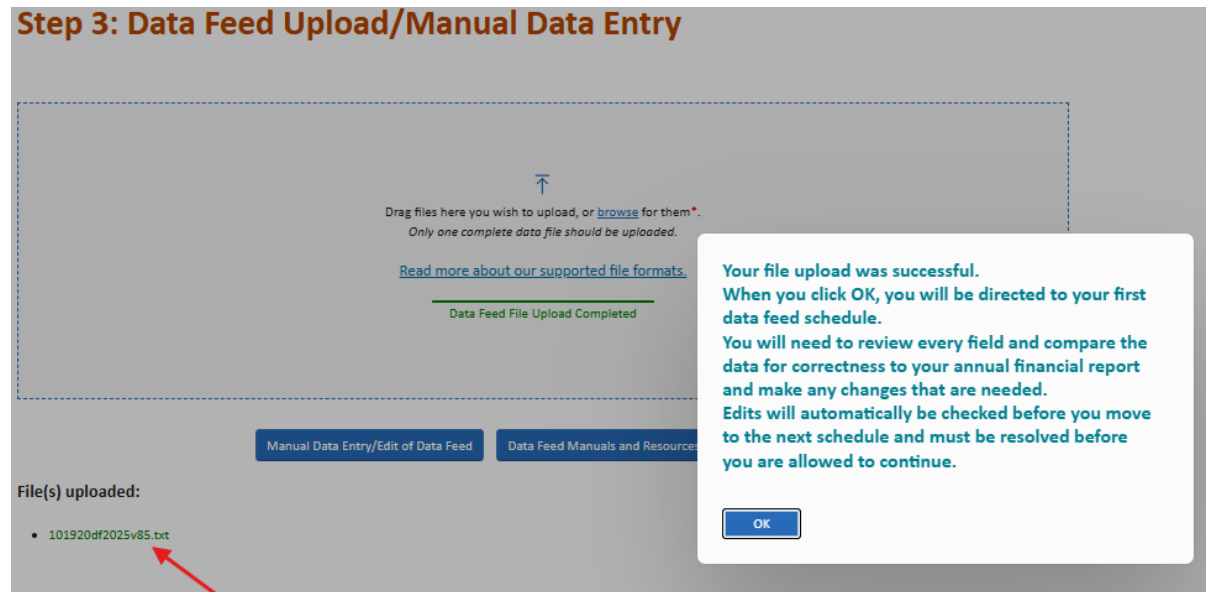 Step 3: Data Feed Upload/Manual Data Entry
Drag files here you wish to upload, or browse for them*.
Only one complete data file should be uploaded.
Read more about our supported file formats.
Data Feed File Upload Completed
Your file upload was successful.
When you click OK, you will be directed to your first
data feed schedule.
You will need to review every field and compare the
data for correctness to your annual financial report
and make any changes that are needed.
Edits will automatically be checked before you move
to the next schedule and must be resolved before
you are allowed to continue.
OK
Manual Data Entry/Edit of Data Feed
Data Feed Manuals and Resources
File(s) uploaded:
• 101920df2025v85.txt